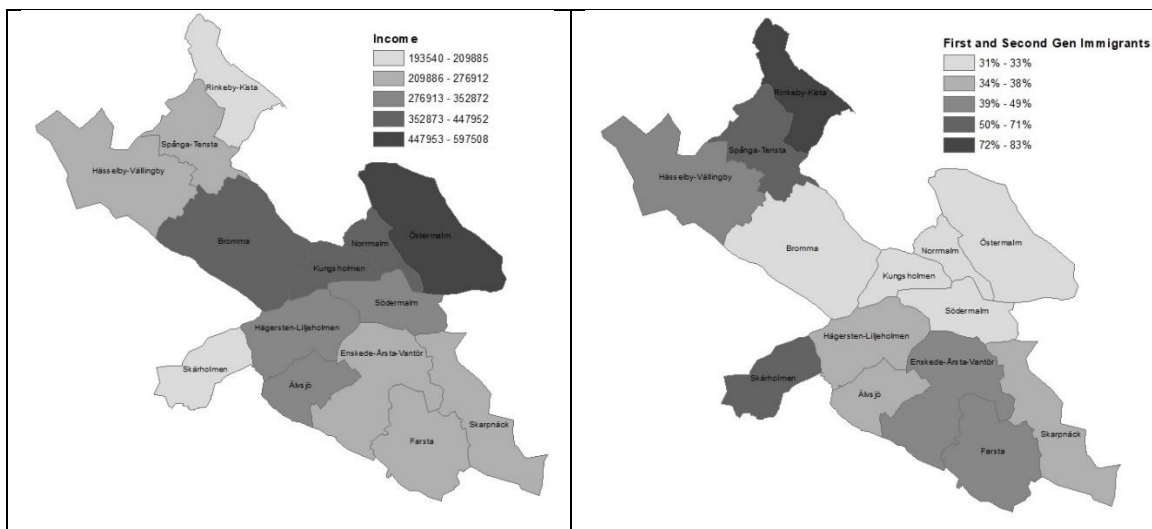 Income
193540 - 209885
209886 - 276912
276913 - 352872
352873 - 447952
447953 - 597508
Rinkeby-Kista
Spånga-Tensta
Hässelby-Vällingby
Bromma
Norrmalm
Östermalm
Kungsholmen
Södermalm
Hägersten-Liljeholmen
Enskede-Årsta-Vantör
Skärholmen
Älvsjö
Farsta
Skarpnäck
First and Second Gen Immigrants
31% - 33%
34% - 38%
39% - 49%
50% - 71%
72% - 83%
Rinkeby-Kista
Spånga-Tensta
Hässelby-Vällingby
Bromma
Norrmalm
Östermalm
Kungsholmen
Södermalm
Hägersten-Liljeholmen
Enskede-Årsta-Vantör
Skärholmen
Älvsjö
Skarpnäck
Farsta